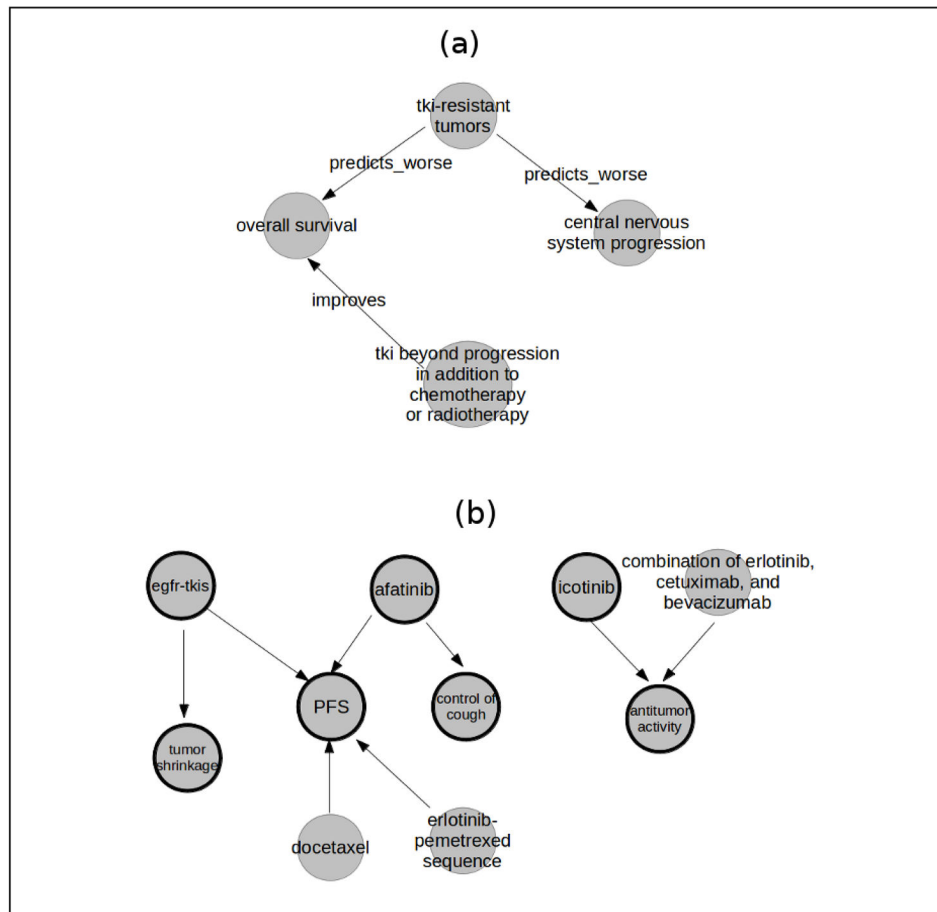 (a)
tki-resistant
tumors
predicts_worse
predicts_worse
overall survival
central nervous
system progression
improves
tki beyond progression
in addition to
chemotherapy
or radiotherapy
(b)
egfr-tkis
afatinib
icotinib
combination of erlotinib,
cetuximab, and
bevacizumab
PFS
control of
cough
antitumor
activity
tumor
shrinkage
docetaxel
erlotinib-
pemetrexed
sequence